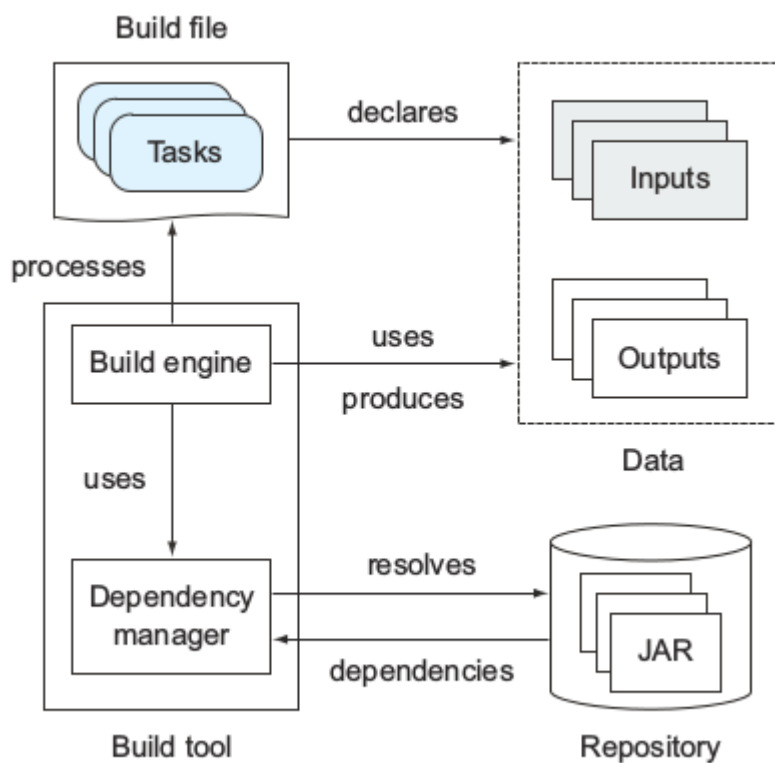 Build file
Tasks
declares
Inputs
processes
Build engine
uses
produces
Outputs
Data
uses
Dependency
manager
resolves
dependencies
JAR
Build tool
Repository